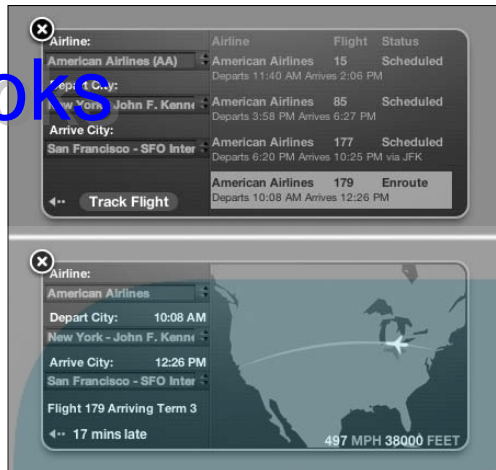 Airline:
American Airlines (AA)
Depart City:
New York - John F. Kenne
Arrive City:
San Francisco - SFO Inter
Track Flight
Airline Flight Status
American Airlines 15 Scheduled
Departs 11:40 AM Arrives 2:06 PM
American Airlines 85 Scheduled
Departs 3:58 PM Arrives 6:27 PM
American Airlines 177 Scheduled
Departs 6:20 PM Arrives 10:25 PM via JFK
American Airlines 179 Enroute
Departs 10:08 AM Arrives 12:26 PM
oks
Airline:
American Airlines
Depart City: 10:08 AM
New York - John F. Kenne
Arrive City: 12:26 PM
San Francisco - SFO Inter
Flight 179 Arriving Term 3
17 mins late
497 MPH 38000 FEET